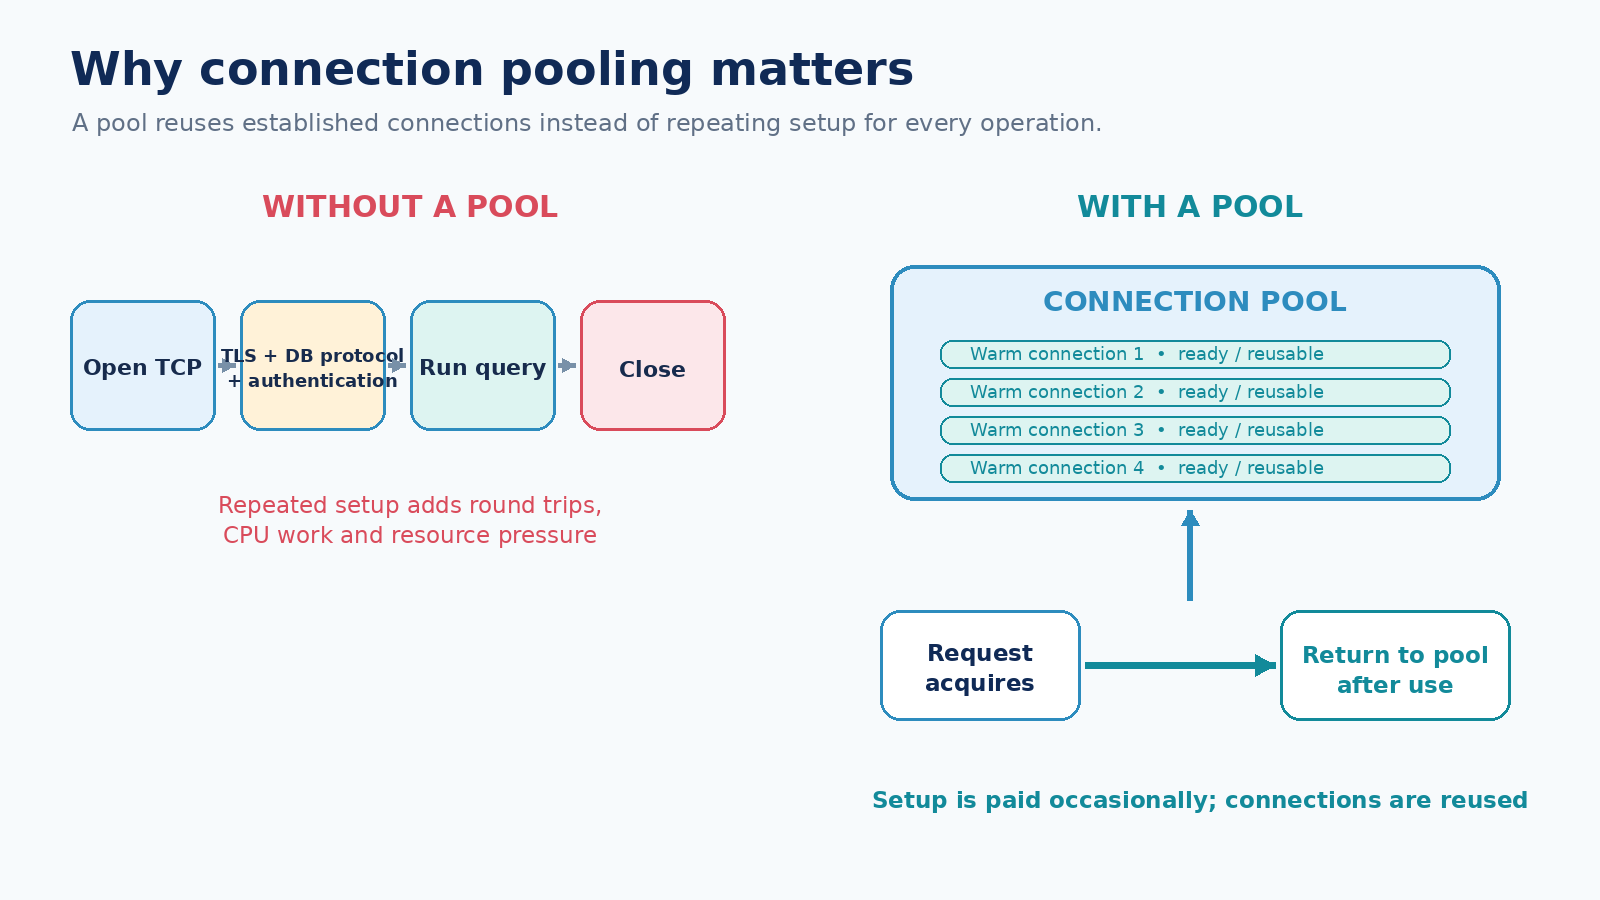 Why connection pooling matters
A pool reuses established connections instead of repeating setup for every operation.
WITHOUT A POOL
Open TCP
TLS + DB protocol
+ authentication
Run query
Close
Repeated setup adds round trips,
CPU work and resource pressure
WITH A POOL
CONNECTION POOL
Warm connection 1 • ready / reusable
Warm connection 2 • ready / reusable
Warm connection 3 • ready / reusable
Warm connection 4 • ready / reusable
Request
acquires
Return to pool
after use
Setup is paid occasionally; connections are reused